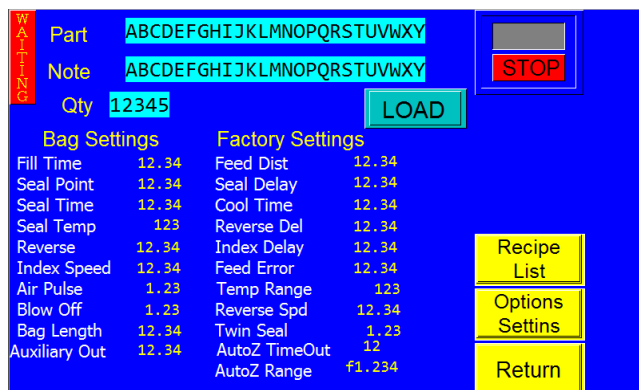 WAITING
Part ABCDEFGHIJKLMNOPQRSTUVWXY
Note ABCDEFGHIJKLMNOPQRSTUVWXY
STOP
Qty 12345
LOAD
Bag Settings Factory Settings
Fill Time 12.34 Feed Dist 12.34
Seal Point 12.34 Seal Delay 12.34
Seal Time 12.34 Cool Time 12.34
Seal Temp 123 Reverse Del 12.34
Reverse 12.34 Index Delay 12.34
Index Speed 12.34 Feed Error 12.34
Air Pulse 1.23 Temp Range 123
Blow Off 1.23 Reverse Spd 12.34
Bag Length 12.34 Twin Seal 1.23
Auxiliary Out 12.34 AutoZ TimeOut 12
AutoZ Range f1.234
Recipe
List
Options
Settins
Return